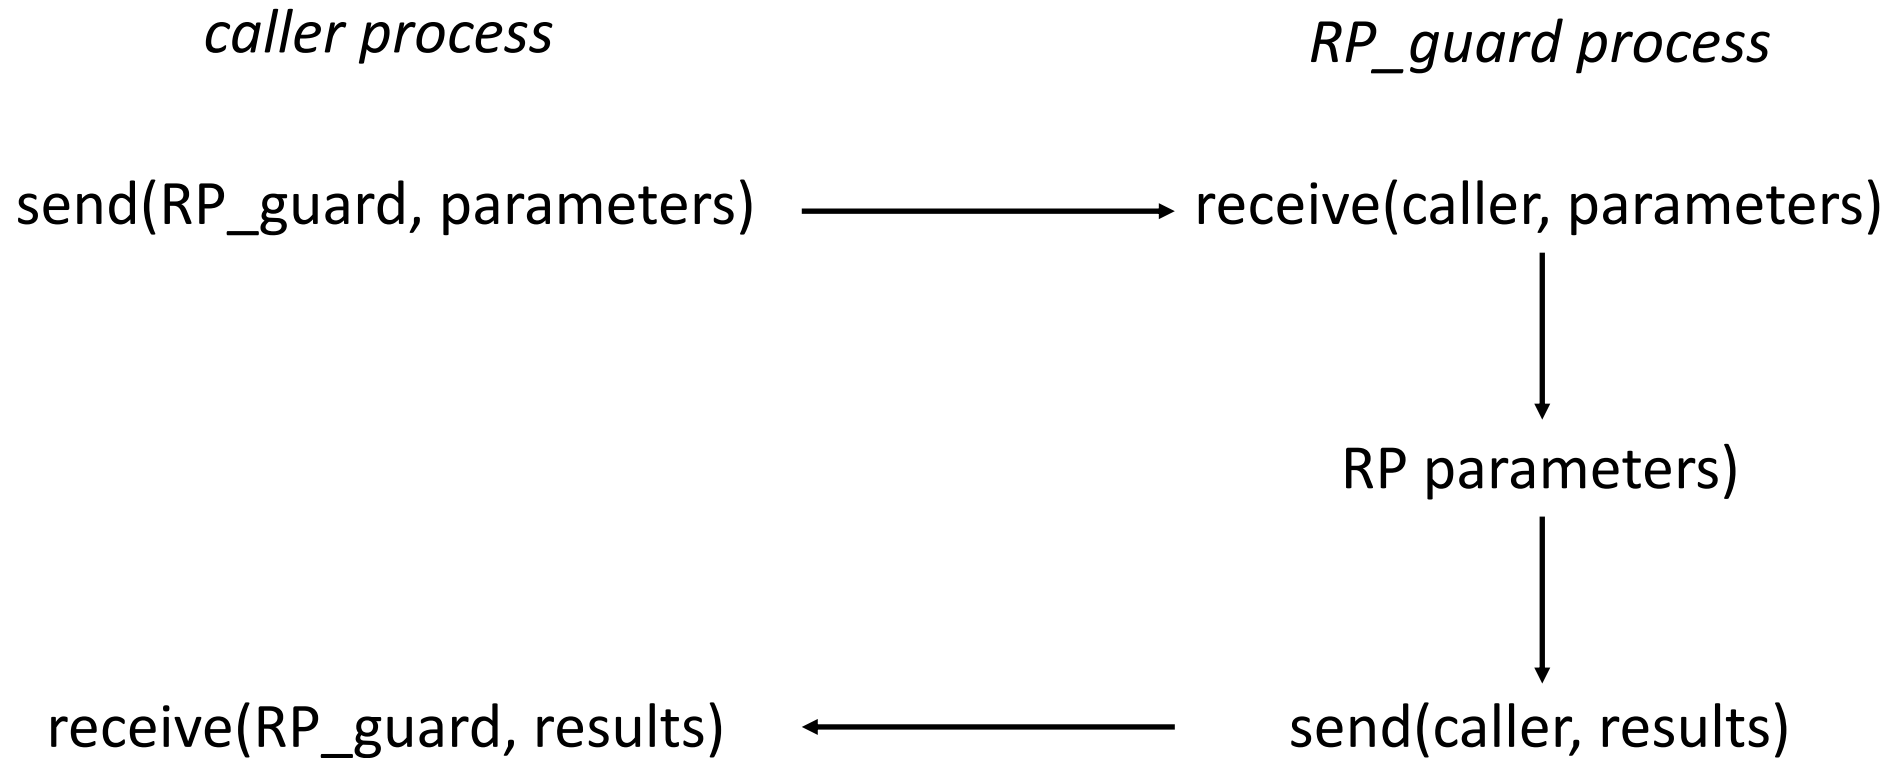 caller process
RP_guard process
send(RP_guard, parameters)
receive(caller, parameters)
RP parameters)
receive(RP_guard, results)
send(caller, results)